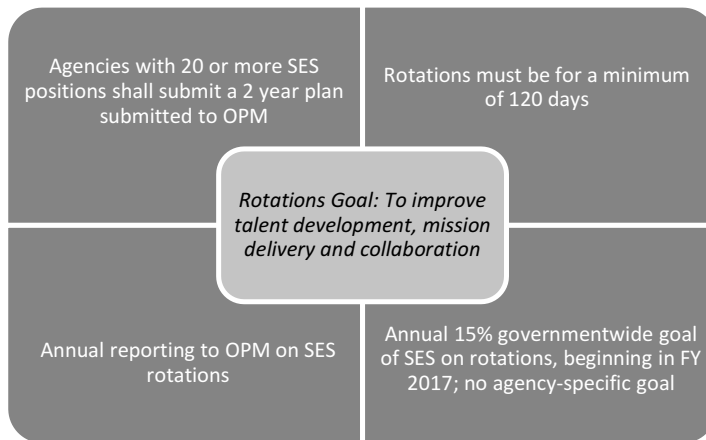 Agencies with 20 or more SES
positions shall submit a 2 year plan
submitted to OPM
Rotations must be for a minimum
of 120 days
Rotations Goal: To improve
talent development, mission
delivery and collaboration
Annual reporting to OPM on SES
rotations
Annual 15% governmentwide goal
of SES on rotations, beginning in FY
2017; no agency-specific goal